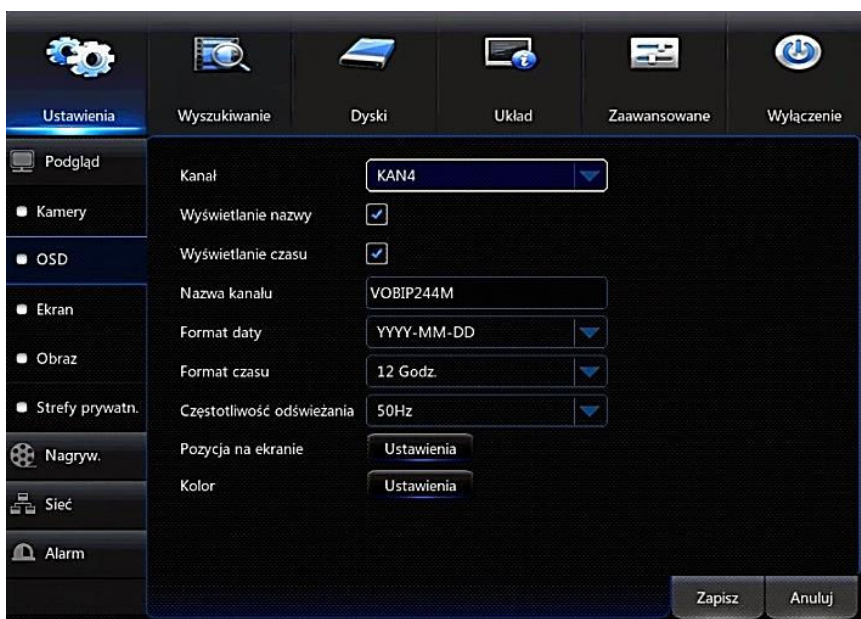 Ustawienia
Wyszukiwanie
Dyski
Układ
Zaawansowane
Wyłączenie
Podgląd
Kamery
OSD
Ekran
Obraz
Strefy prywatn.
Nagryw.
Sieć
Alarm
Kanał KAN4
Wyświetlanie nazwy
Wyświetlanie czasu
Nazwa kanału VOBIP244M
Format daty YYYY-MM-DD
Format czasu 12 Godz.
Częstotliwość odświeżania 50Hz
Pozycja na ekranie Ustawienia
Kolor Ustawienia
Zapisz Anuluj